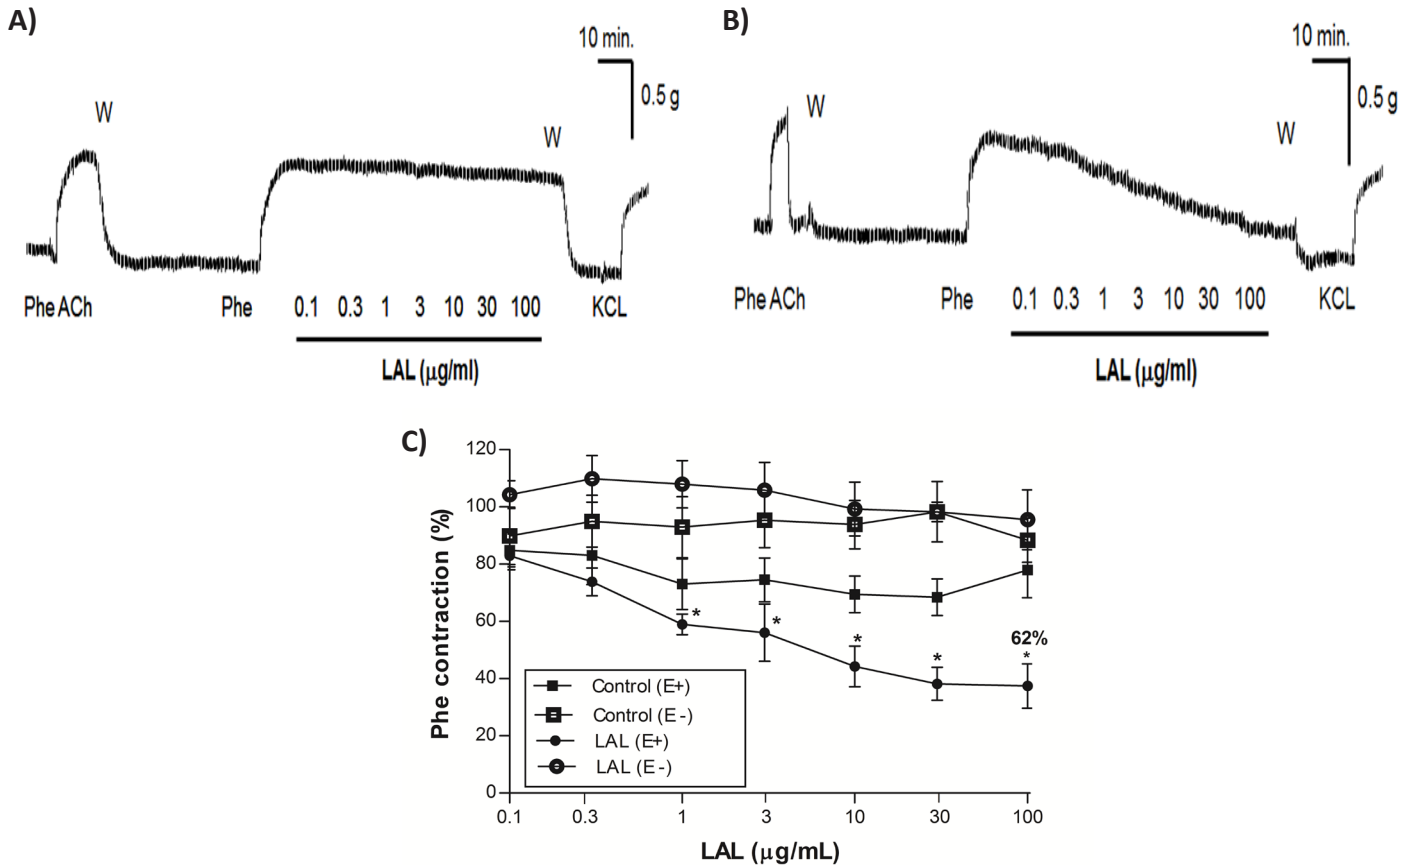 A)
10 min.
0.5 g
W
W
Phe ACh
Phe
0.1 0.3 1 3 10 30 100
KCL
LAL (μg/ml)
B)
10 min.
0.5 g
W
W
Phe ACh
Phe
0.1 0.3 1 3 10 30 100
KCL
LAL (μg/ml)
C)
Phe contraction (%)
120
100
80
60
40
20
0
*
*
*
*
62%
*
Control (E+)
Control (E -)
LAL (E+)
LAL (E -)
0.1 0.3 1 3 10 30 100
LAL (μg/mL)